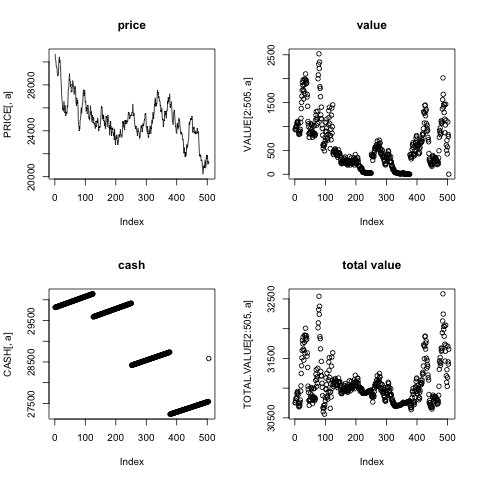 price
PRICE[, a]
20000 24000 28000
0 100 200 300 400 500
Index
value
VALUE[2:505, a]
0 500 1500 2500
0 100 200 300 400 500
Index
cash
CASH[, a]
27500 28500 29500
0 100 200 300 400 500
Index
total value
TOTAL.VALUE[2:505, a]
30500 31500 32500
0 100 200 300 400 500
Index